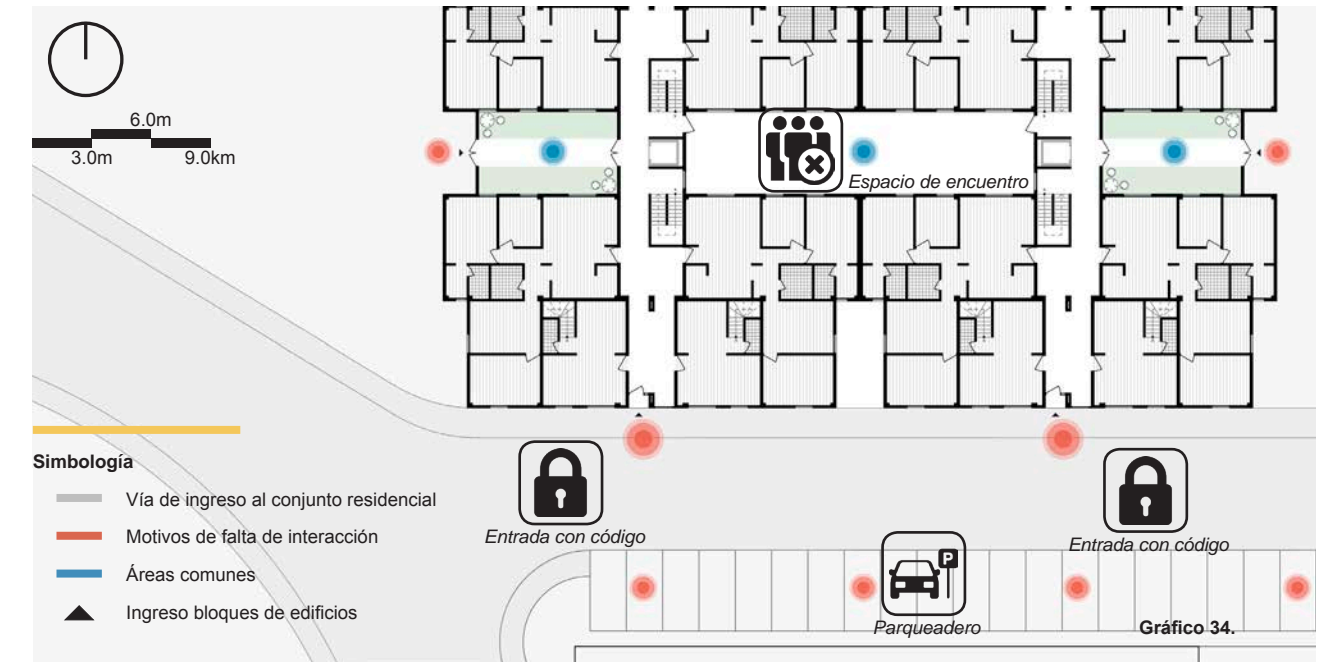 6.0m
3.0m
9.0km
Espacio de encuentro
Simbología
Vía de ingreso al conjunto residencial
Motivos de falta de interacción
Áreas comunes
Ingreso bloques de edificios
Entrada con código
Entrada con código
P
Parqueadero
Gráfico 34.